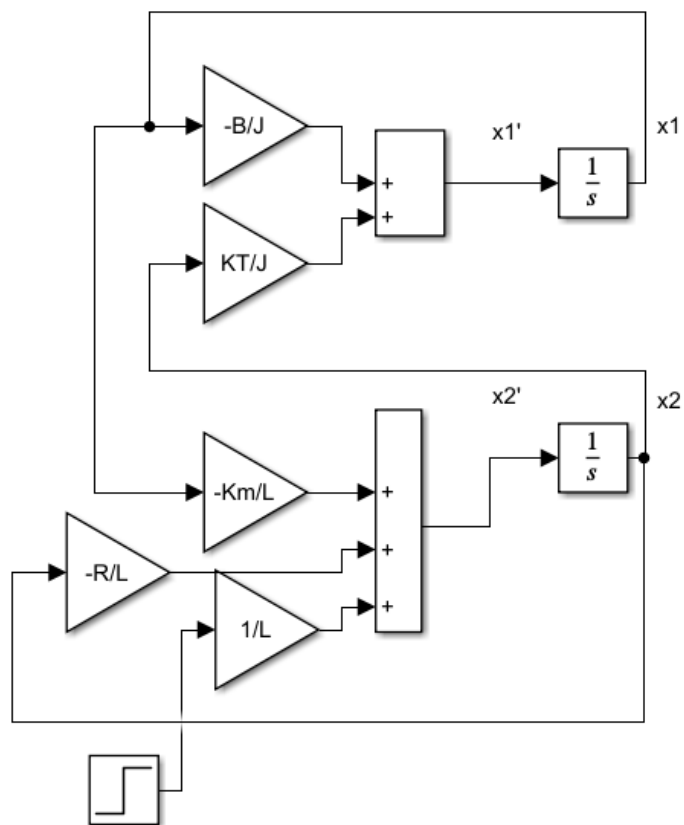 -B/J
+
+
x1'
1
s
x1
KT/J
x2'
x2
1
s
-Km/L
+
-R/L
+
1/L
+